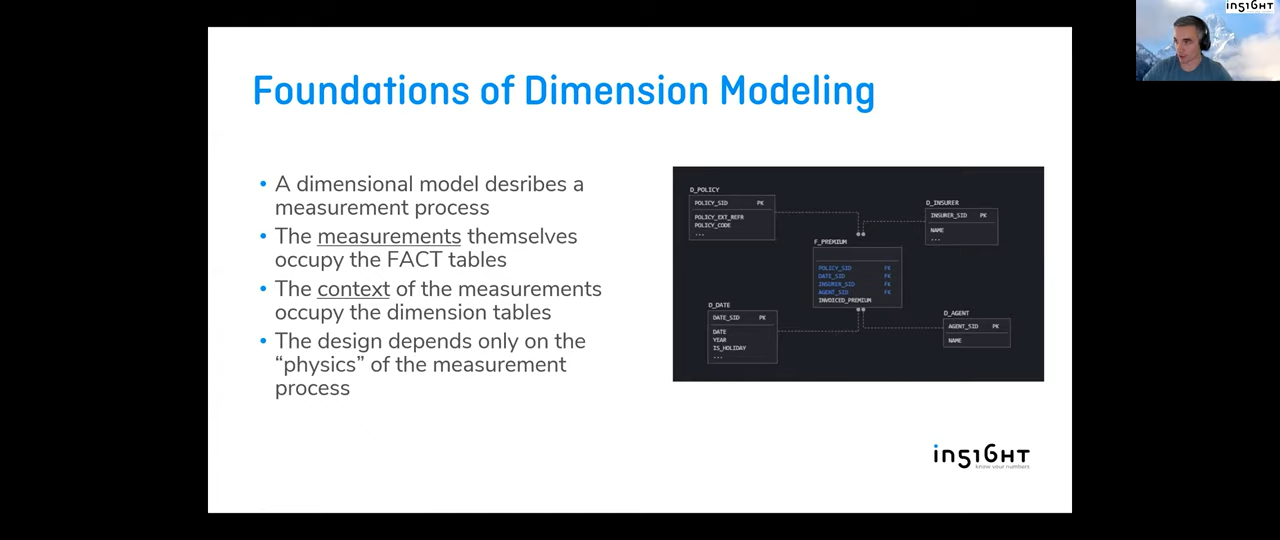 in516HT
Foundations of Dimension Modeling
• A dimensional model desribes a
measurement process
• The measurements themselves
occupy the FACT tables
• The context of the measurements
occupy the dimension tables
• The design depends only on the
“physics” of the measurement
process
D_POLICY
POLICY_SID PK
POLICY_EXT_REFR
POLICY_CODE
...
D_INSURER
INSURER_SID PK
NAME
...
F_PREMIUM
POLICY_SID FK
DATE_SID FK
INSURER_SID FK
AGENT_SID FK
INVOICED_PREMIUM
D_DATE
DATE_SID PK
DATE
YEAR
IS_HOLIDAY
...
D_AGENT
AGENT_SID PK
NAME
in516HT
know your numbers